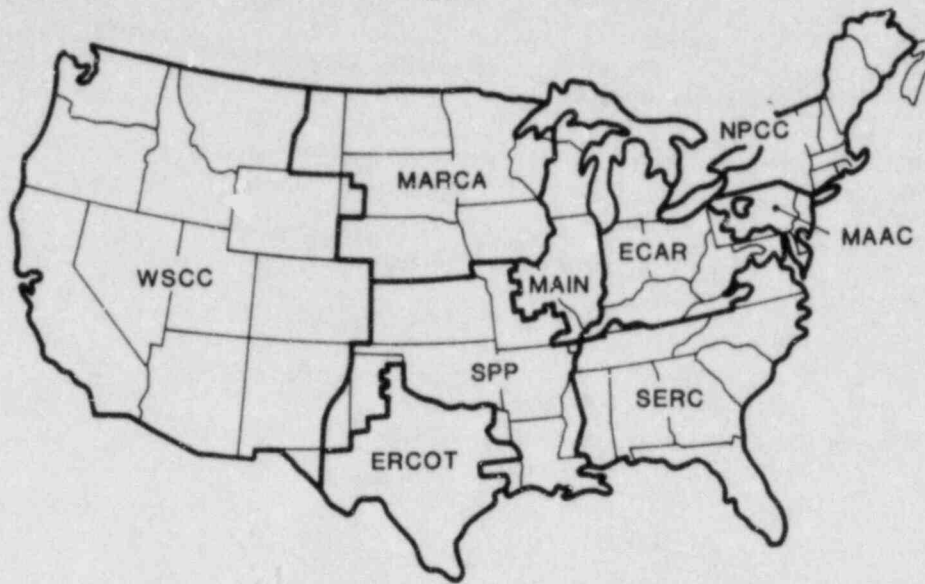 NPCC
MARCA
MAAC
ECAR
WSCC
MAIN
SPP
SERC
ERCOT